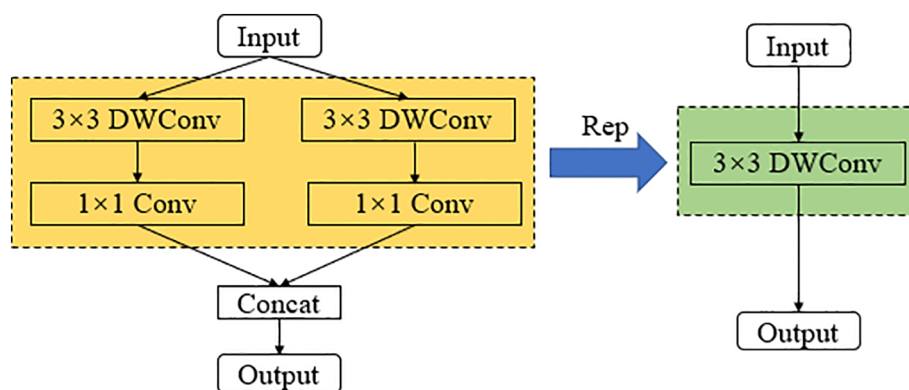 Input
3×3 DWConv
3×3 DWConv
1×1 Conv
1×1 Conv
Concat
Output
Rep
Input
3×3 DWConv
Output